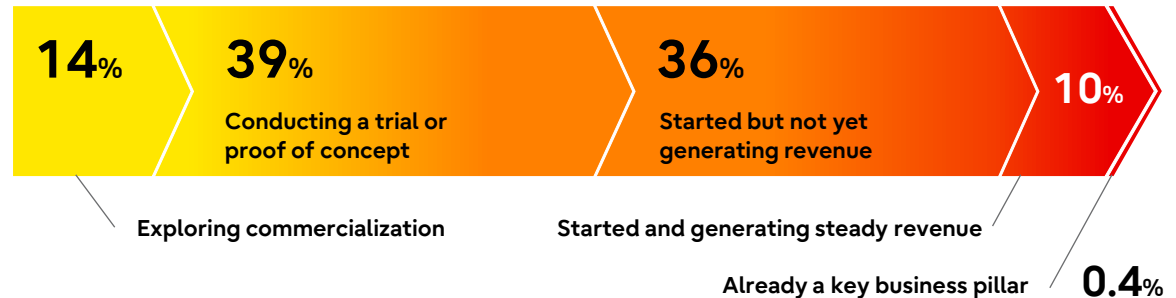 14%
39%
Conducting a trial or
proof of concept
36%
Started but not yet
generating revenue
10%
Exploring commercialization
Started and generating steady revenue
Already a key business pillar
0.4%